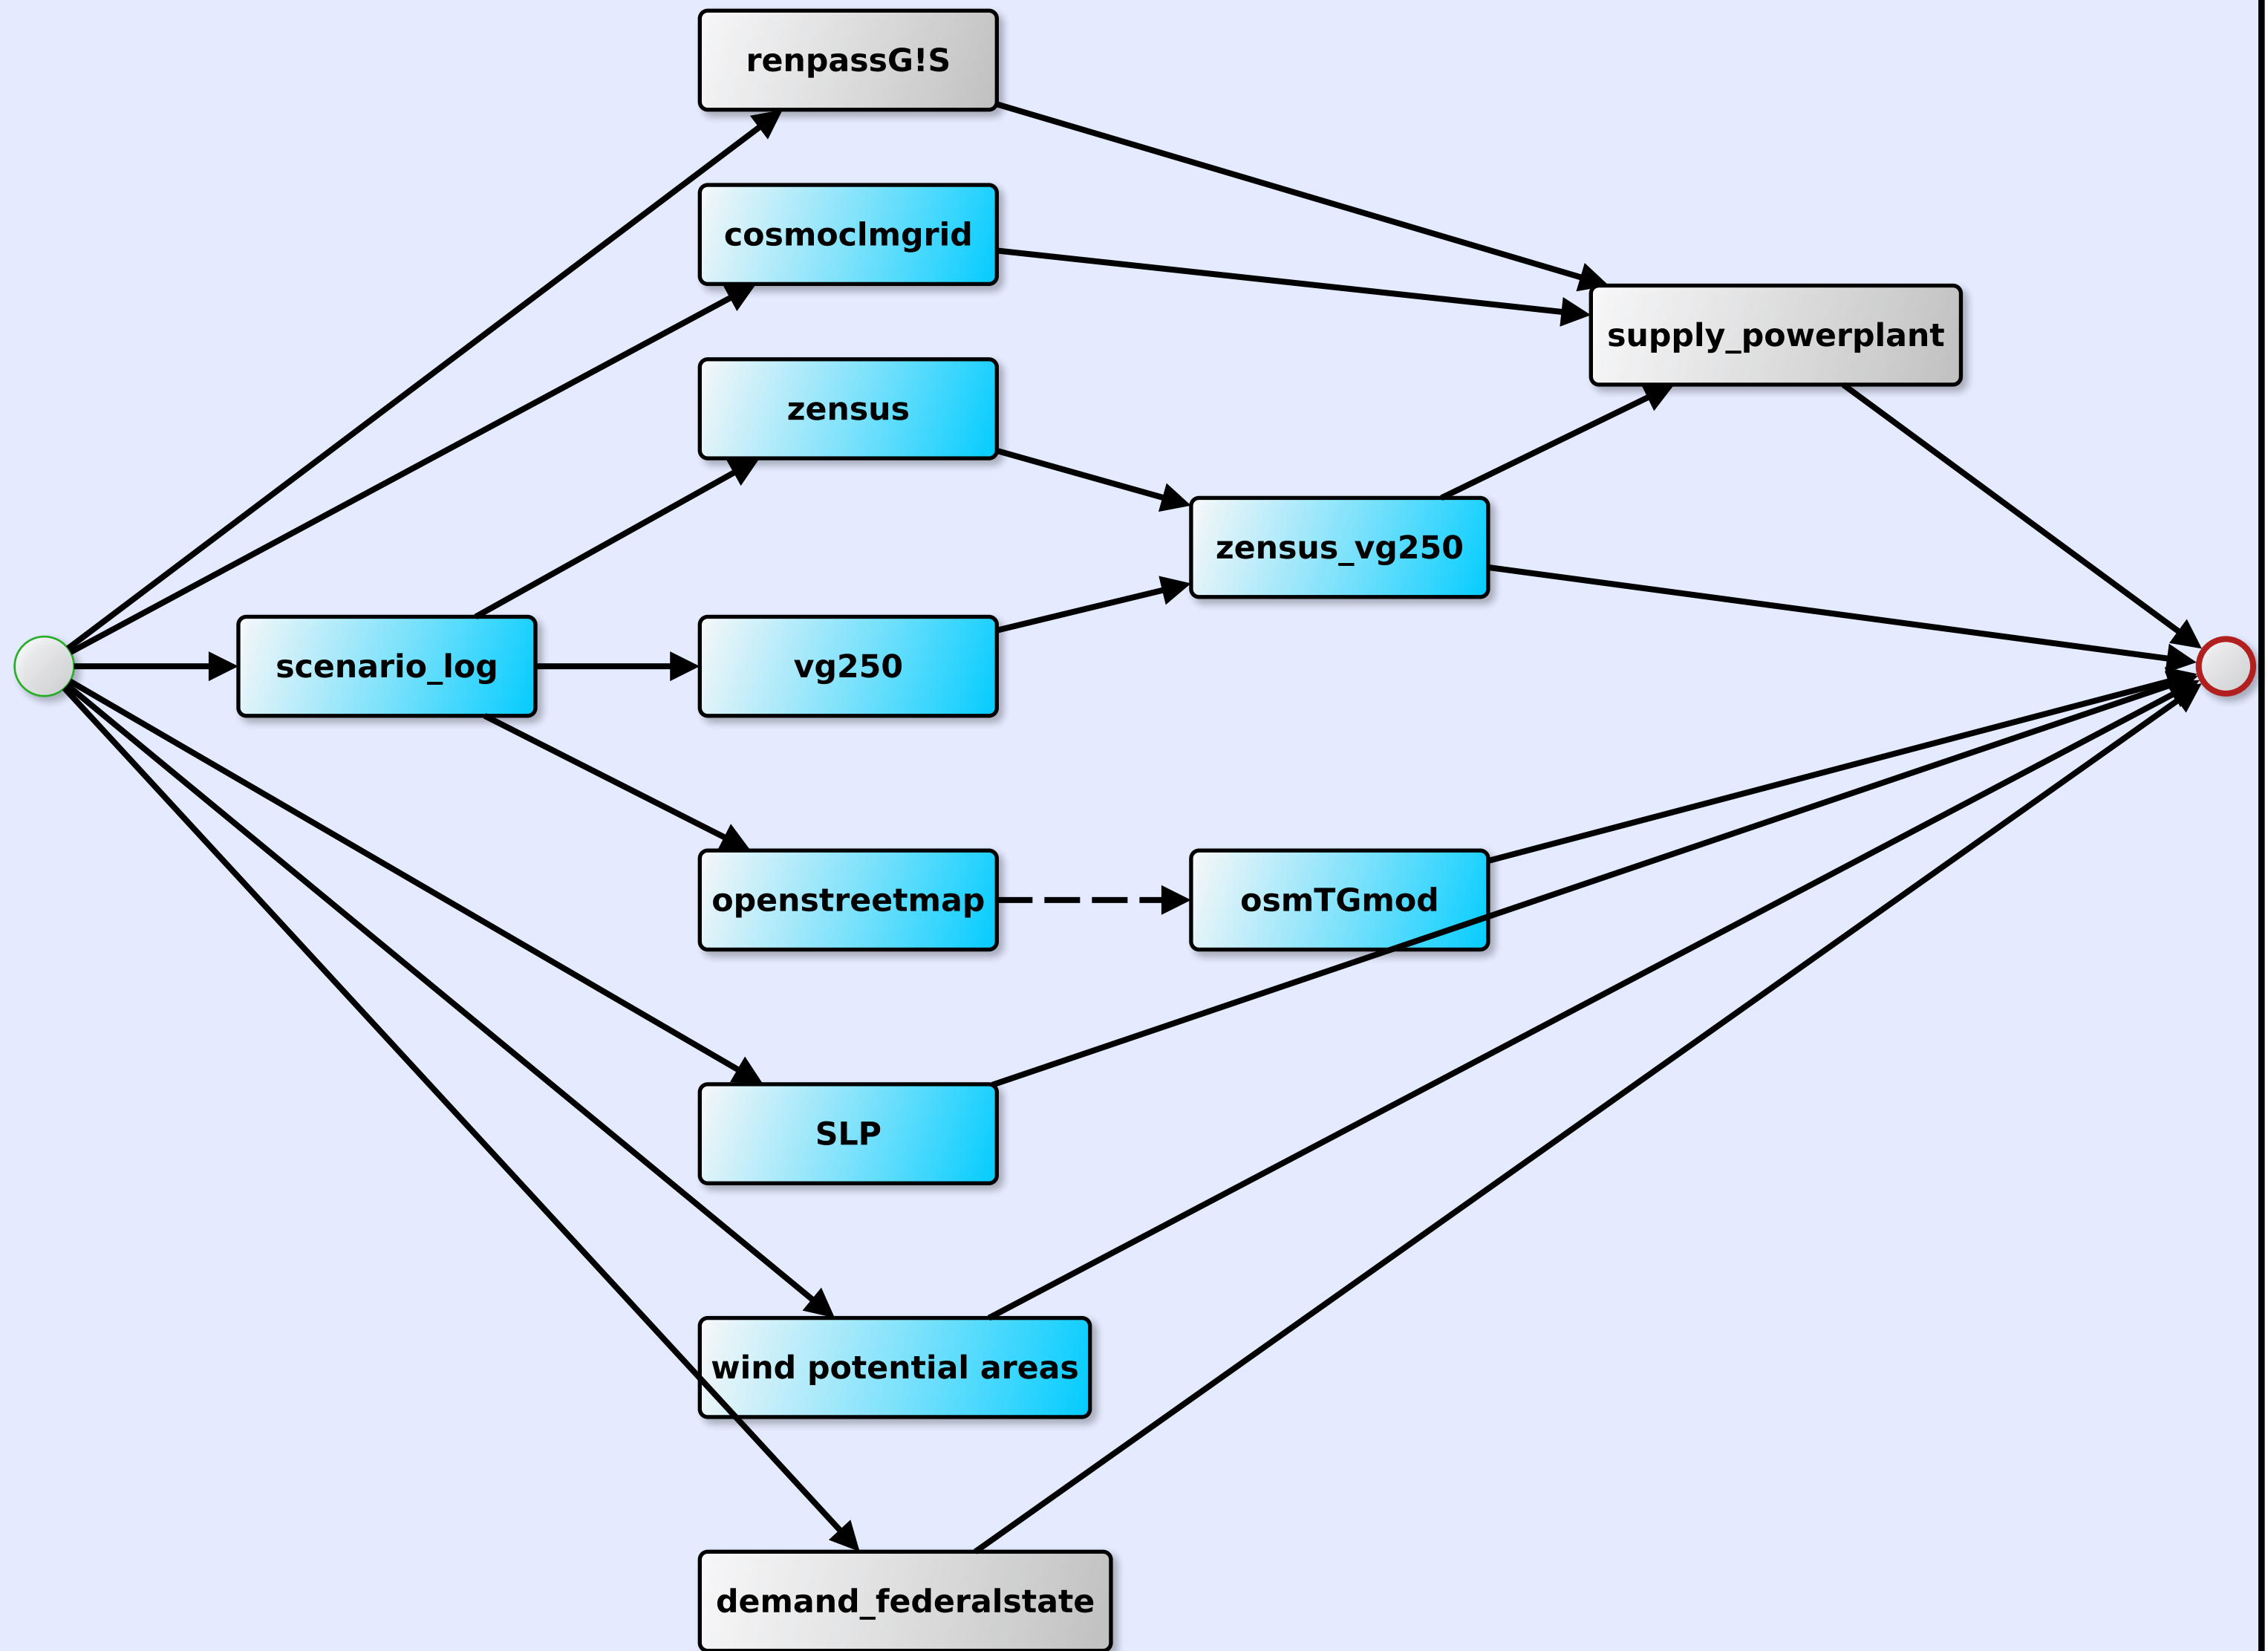 renpassG!S
cosmoclmgrid
supply_powerplant
zensus
zensus_vg250
scenario_log
vg250
openstreetmap
osmTGmod
SLP
wind potential areas
demand_federalstate